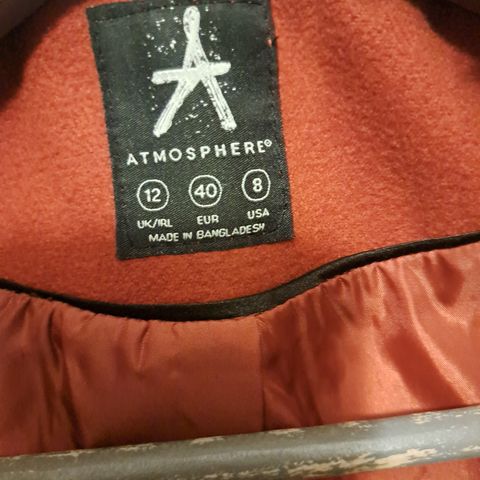 ATMOSPHERE®
12 40 8
UK/IRL EUR USA
MADE IN BANGLADESH